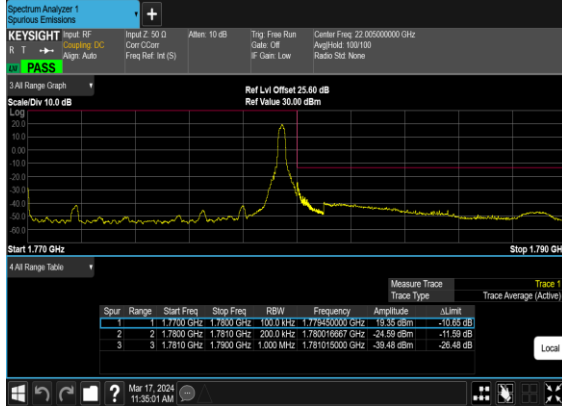 Spectrum Analyzer 1
Spurious Emissions
+
KEYSIGHT Input: RF Input Z: 50 Ω Atten: 10 dB Trig: Free Run Center Freq: 22.005000000 GHz
R T Coupling: DC Corr CCorr Gate: Off Avg|Hold: 100/100
Align: Auto Freq Ref: Int (S) IF Gain: Low Radio Std: None
LXI PASS
3 All Range Graph
Ref Lvl Offset 25.60 dB
Scale/Div 10.0 dB Ref Value 30.00 dBm
Log
20.0
10.0
0.00
-10.0
-20.0
-30.0
-40.0
-50.0
-60.0
Start 1.770 GHz Stop 1.790 GH
4 All Range Table
Measure Trace Trace 1
Trace Type Trace Average (Active)
Spur Range Start Freq Stop Freq RBW Frequency Amplitude ΔLimit
1 1 1.7700 GHz 1.7800 GHz 100.0 kHz 1.779450000 GHz 19.35 dBm -10.65 dB
2 2 1.7800 GHz 1.7810 GHz 200.0 kHz 1.780016667 GHz -24.59 dBm -11.59 dB
3 3 1.7810 GHz 1.7900 GHz 1.000 MHz 1.781015000 GHz -39.48 dBm -26.48 dB
Local
? Mar 17, 2024
11:35:01 AM